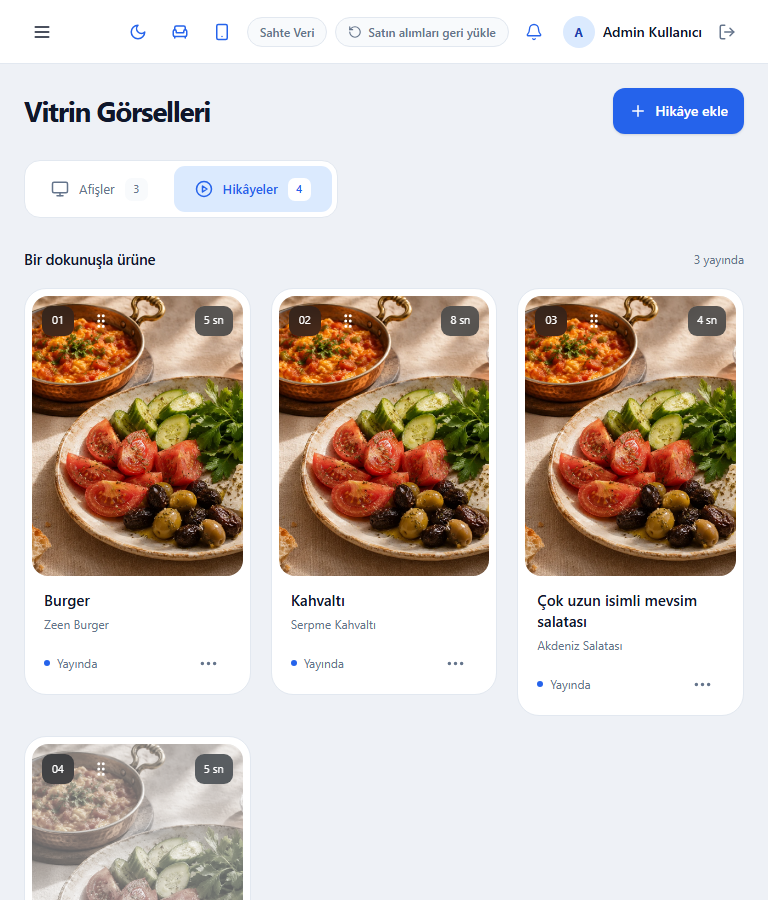 Sahte Veri
Satın alımları geri yükle
A
Admin Kullanıcı
Vitrin Görselleri
Hikâye ekle
Afişler 3
Hikâyeler 4
Bir dokunuşla ürüne
3 yayında
01
5 sn
02
8 sn
03
4 sn
Burger
Zeen Burger
Yayında
Kahvaltı
Serpme Kahvaltı
Yayında
Çok uzun isimli mevsim
salatası
Akdeniz Salatası
Yayında
04
5 sn